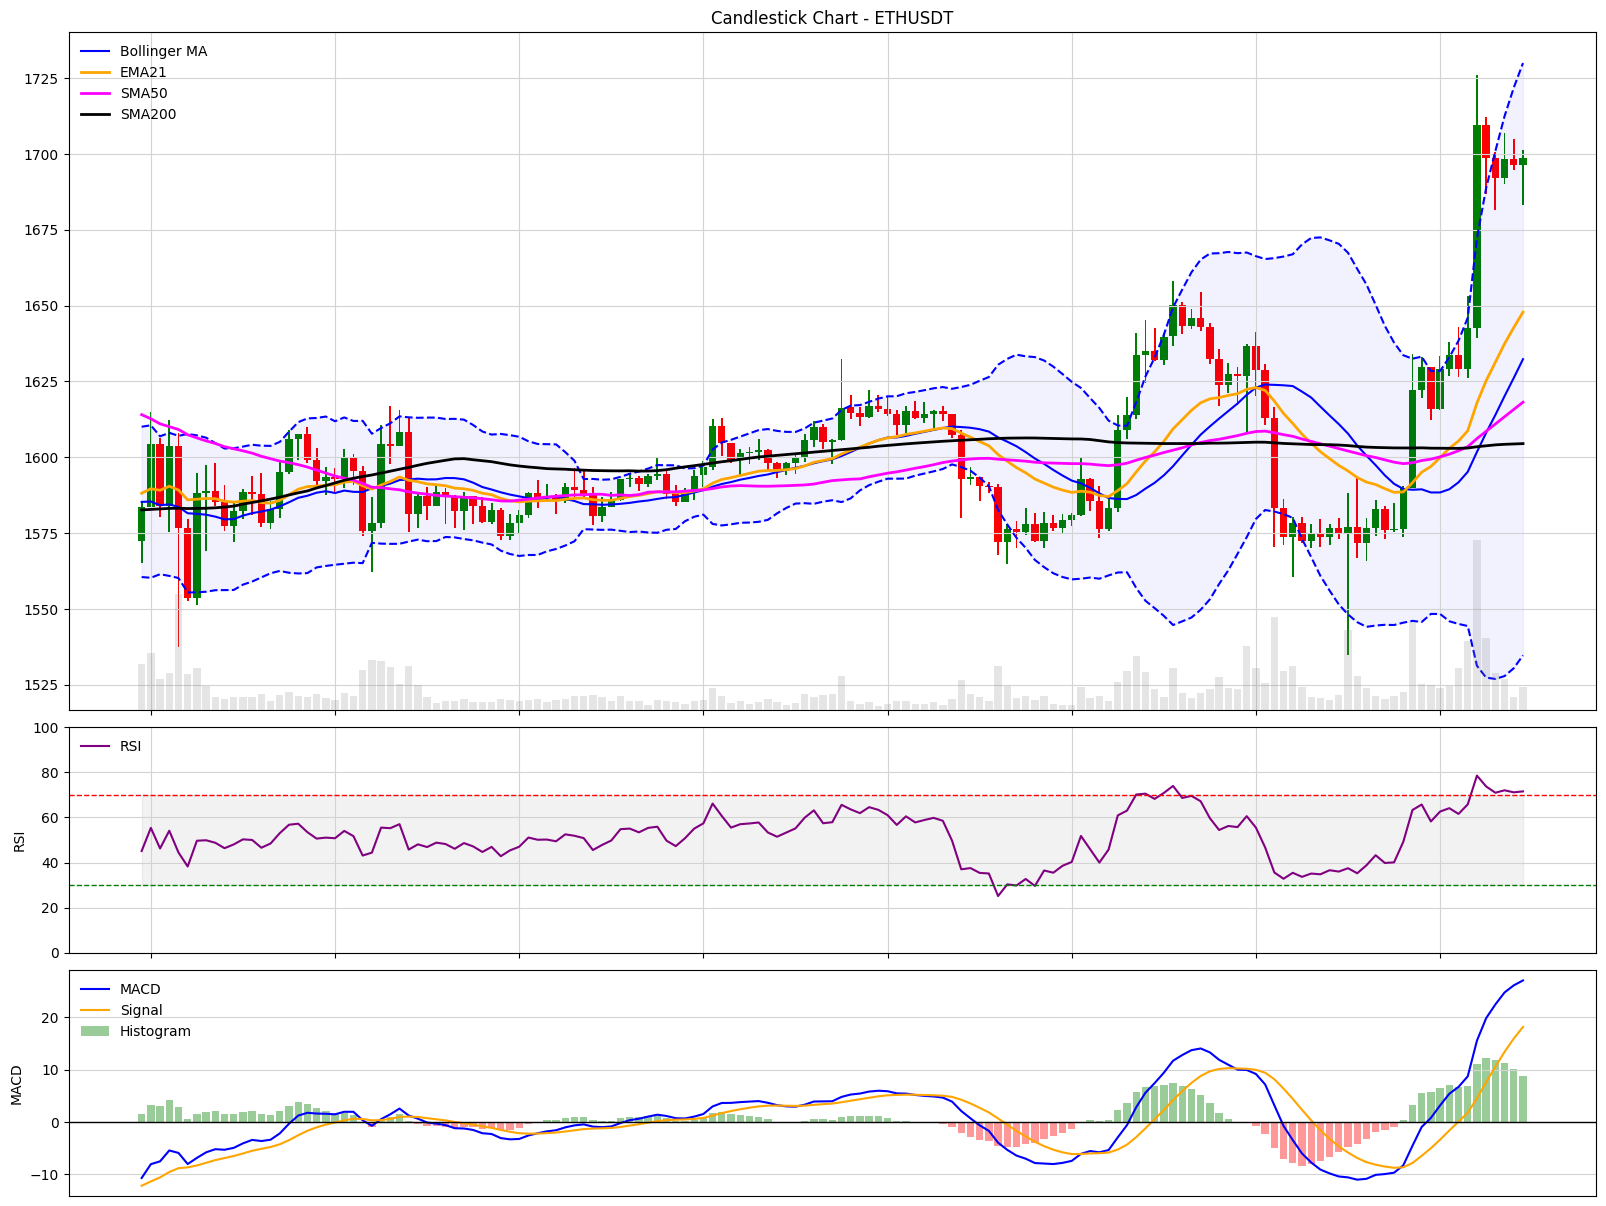 Candlestick Chart - ETHUSDT
Bollinger MA
EMA21
SMA50
SMA200
1725
1700
1675
1650
1625
1600
1575
1550
1525
RSI
100
80
60
40
20
0
RSI
MACD
Signal
Histogram
20
10
0
−10
MACD